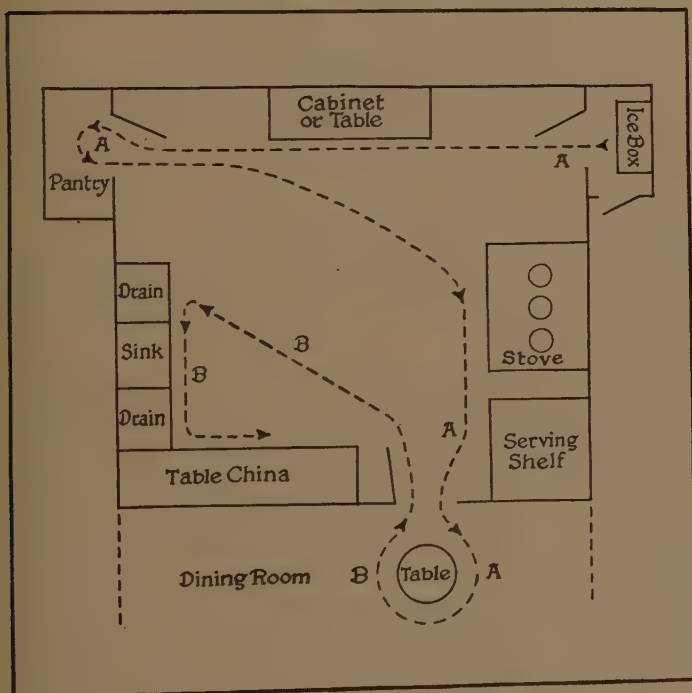 Cabinet
or Table
Ice Box
A
A
Pantry
Drain
Sink
B
B
Stove
Drain
A
Serving
Shelf
Table China
Dining Room
B
Table
A